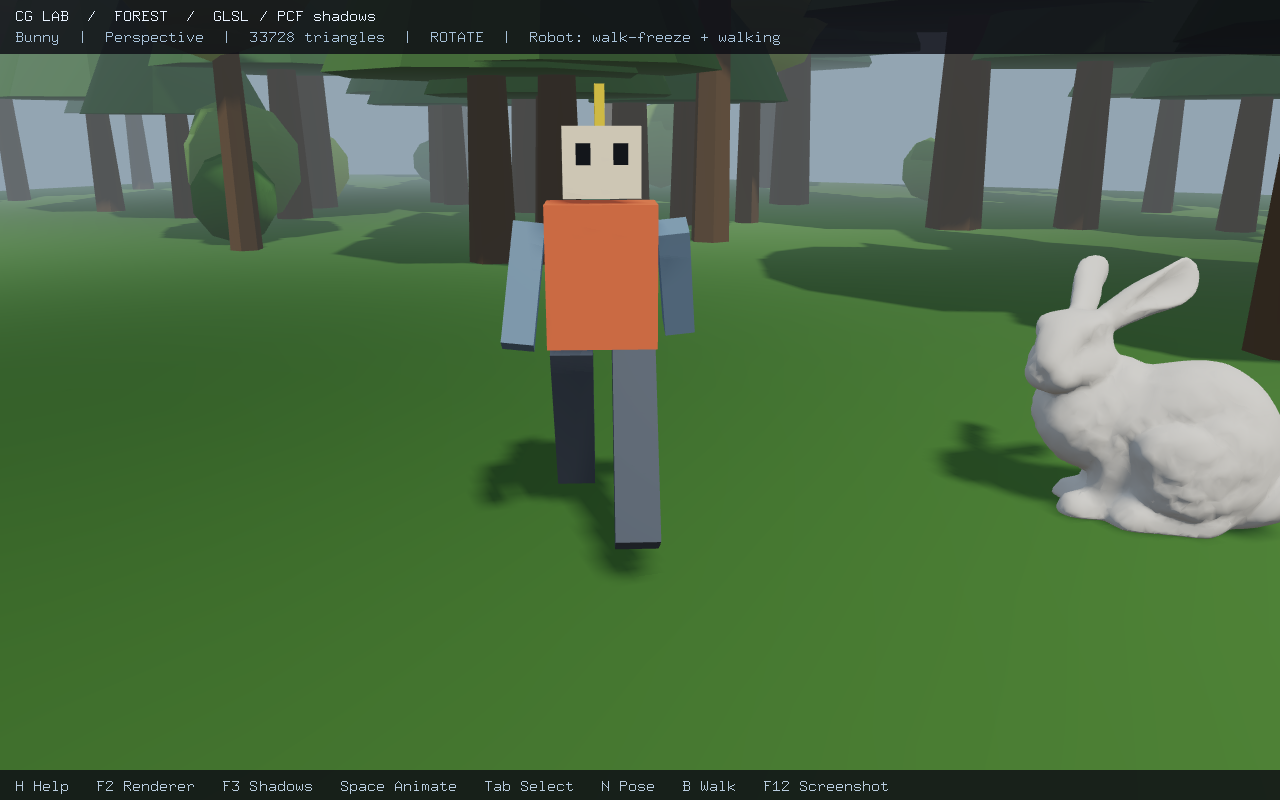 CG LAB / FOREST / GLSL / PCF shadows
Bunny | Perspective | 33728 triangles | ROTATE | Robot: walk-freeze + walking
H Help F2 Renderer F3 Shadows Space Animate Tab Select N Pose B Walk F12 Screenshot